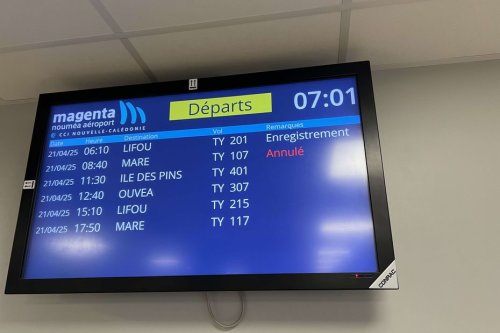 magenta
nouméa aéroport
© CCI NOUVELLE-CALÉDONIE
Départs
07:01
Date Heure Destination Vol Remarques
21/04/25 06:10 LIFOU TY 201 Enregistrement
21/04/25 08:40 MARE TY 107 Annulé
21/04/25 11:30 ILE DES PINS TY 401
21/04/25 12:40 OUVEA TY 307
21/04/25 15:10 LIFOU TY 215
21/04/25 17:50 MARE TY 117
CONRAC